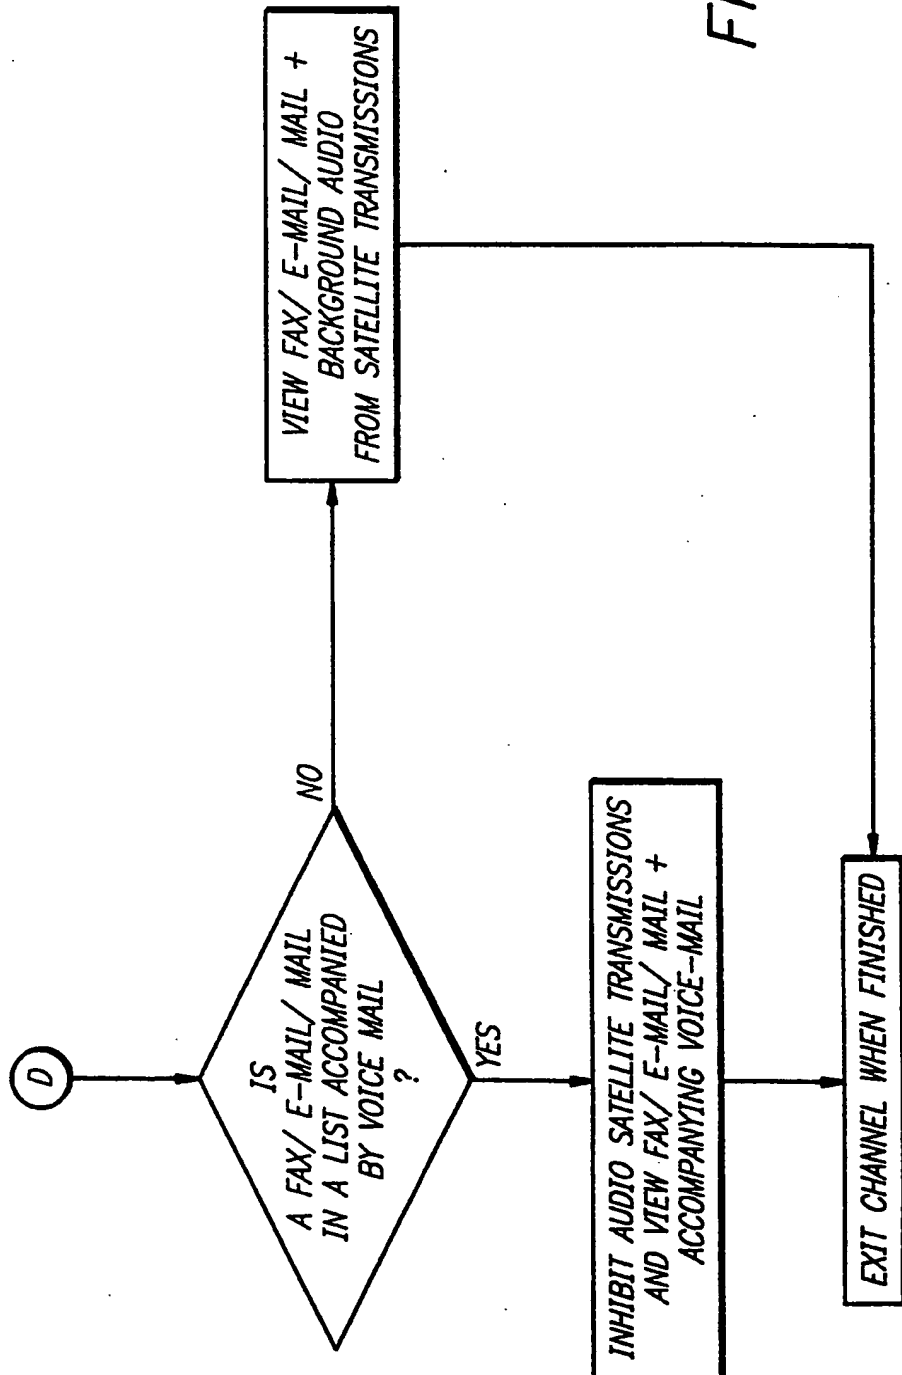 D
IS
A FAX/ E-MAIL/ MAIL
IN A LIST ACCOMPANIED
BY VOICE MAIL
?
NO
YES
VIEW FAX/ E-MAIL/ MAIL +
BACKGROUND AUDIO
FROM SATELLITE TRANSMISSIONS
INHIBIT AUDIO SATELLITE TRANSMISSIONS
AND VIEW FAX/ E-MAIL/ MAIL +
ACCOMPANYING VOICE-MAIL
EXIT CHANNEL WHEN FINISHED